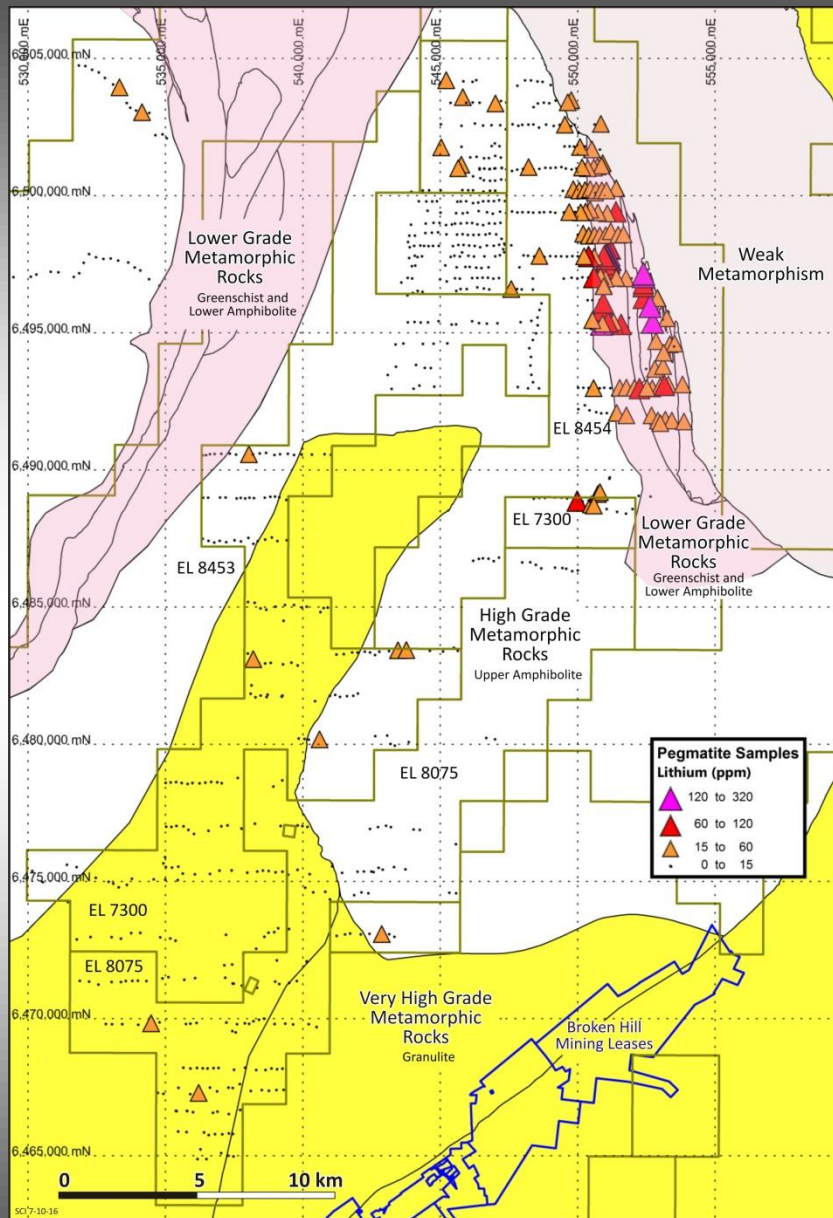 530,000 mE
535,000 mE
540,000 mE
545,000 mE
550,000 mE
555,000 mE
6,505,000 mN
6,500,000 mN
6,495,000 mN
6,490,000 mN
6,485,000 mN
6,480,000 mN
6,475,000 mN
6,470,000 mN
6,465,000 mN
Lower Grade
Metamorphic
Rocks
Greenschist and
Lower Amphibolite
Weak
Metamorphism
EL 8454
EL 7300
EL 8453
Lower Grade
Metamorphic
Rocks
Greenschist and
Lower Amphibolite
High Grade
Metamorphic
Rocks
Upper Amphibolite
EL 8075
Pegmatite Samples
Lithium (ppm)
120 to 320
60 to 120
15 to 60
0 to 15
EL 7300
EL 8075
Very High Grade
Metamorphic
Rocks
Granulite
Broken Hill
Mining Leases
0 5 10 km
SCI 7-10-16